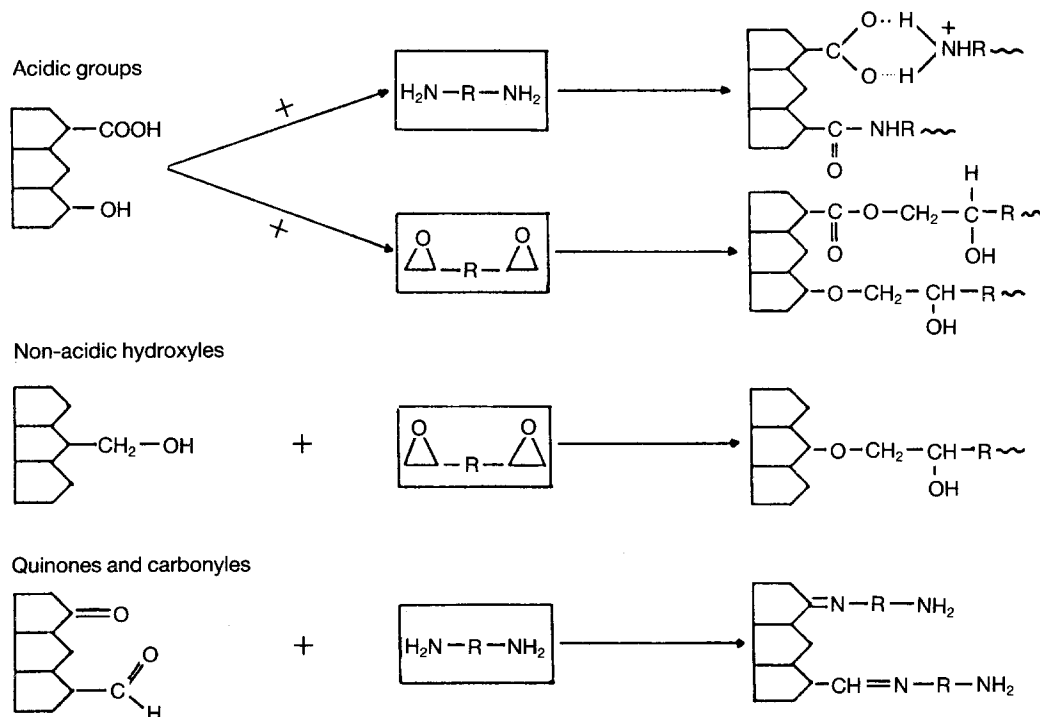 Acidic groups
COOH
OH
+
+
H₂N–R–NH₂
O O
R
C
O··H
O···H
+
NHR
C–NHR
O
C–O–CH₂–C–R
H
O
OH
O–CH₂–CH–R
OH
Non-acidic hydroxyles
CH₂–OH
+
O O
R
O–CH₂–CH–R
OH
Quinones and carbonyles
=O
O
C
H
+
H₂N–R–NH₂
=N–R–NH₂
CH=N–R–NH₂